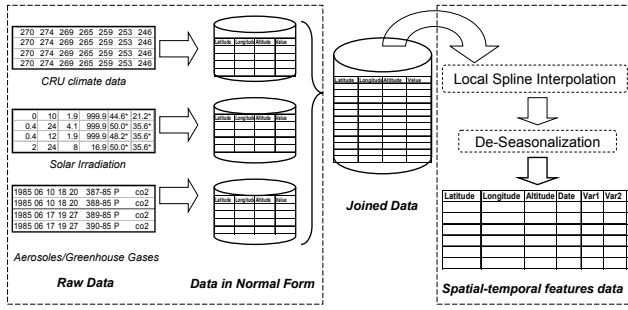 270 274 269 265 259 253 246
270 274 269 265 259 253 246
270 274 269 265 259 253 246
270 274 269 265 259 253 246
CRU climate data
0 10 1.9 999.9 44.6* 21.2*
0.4 24 4.1 999.9 50.0* 35.6*
0.4 12 1.9 999.9 48.2* 35.6*
2 24 8 16.9 50.0* 35.6*
Solar Irradiation
1985 06 10 18 20 387-85 P co2
1985 06 10 18 20 388-85 P co2
1985 06 17 19 27 389-85 P co2
1985 06 17 19 27 390-85 P co2
Aerosoles/Greenhouse Gases
Raw Data
Latitude Longitude Altitude Value
Latitude Longitude Altitude Value
Latitude Longitude Altitude Value
Data in Normal Form
Latitude Longitude Altitude Value
Joined Data
Local Spline Interpolation
De-Seasonalization
Latitude Longitude Altitude Date Var1 Var2
Spatial-temporal features data